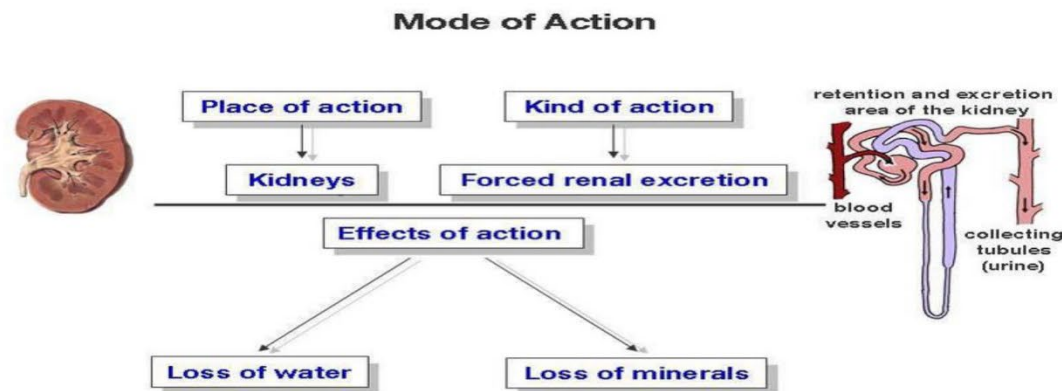 Mode of Action
Place of action
Kind of action
retention and excretion
area of the kidney
Kidneys
Forced renal excretion
blood
vessels
Effects of action
collecting
tubules
(urine)
Loss of water
Loss of minerals